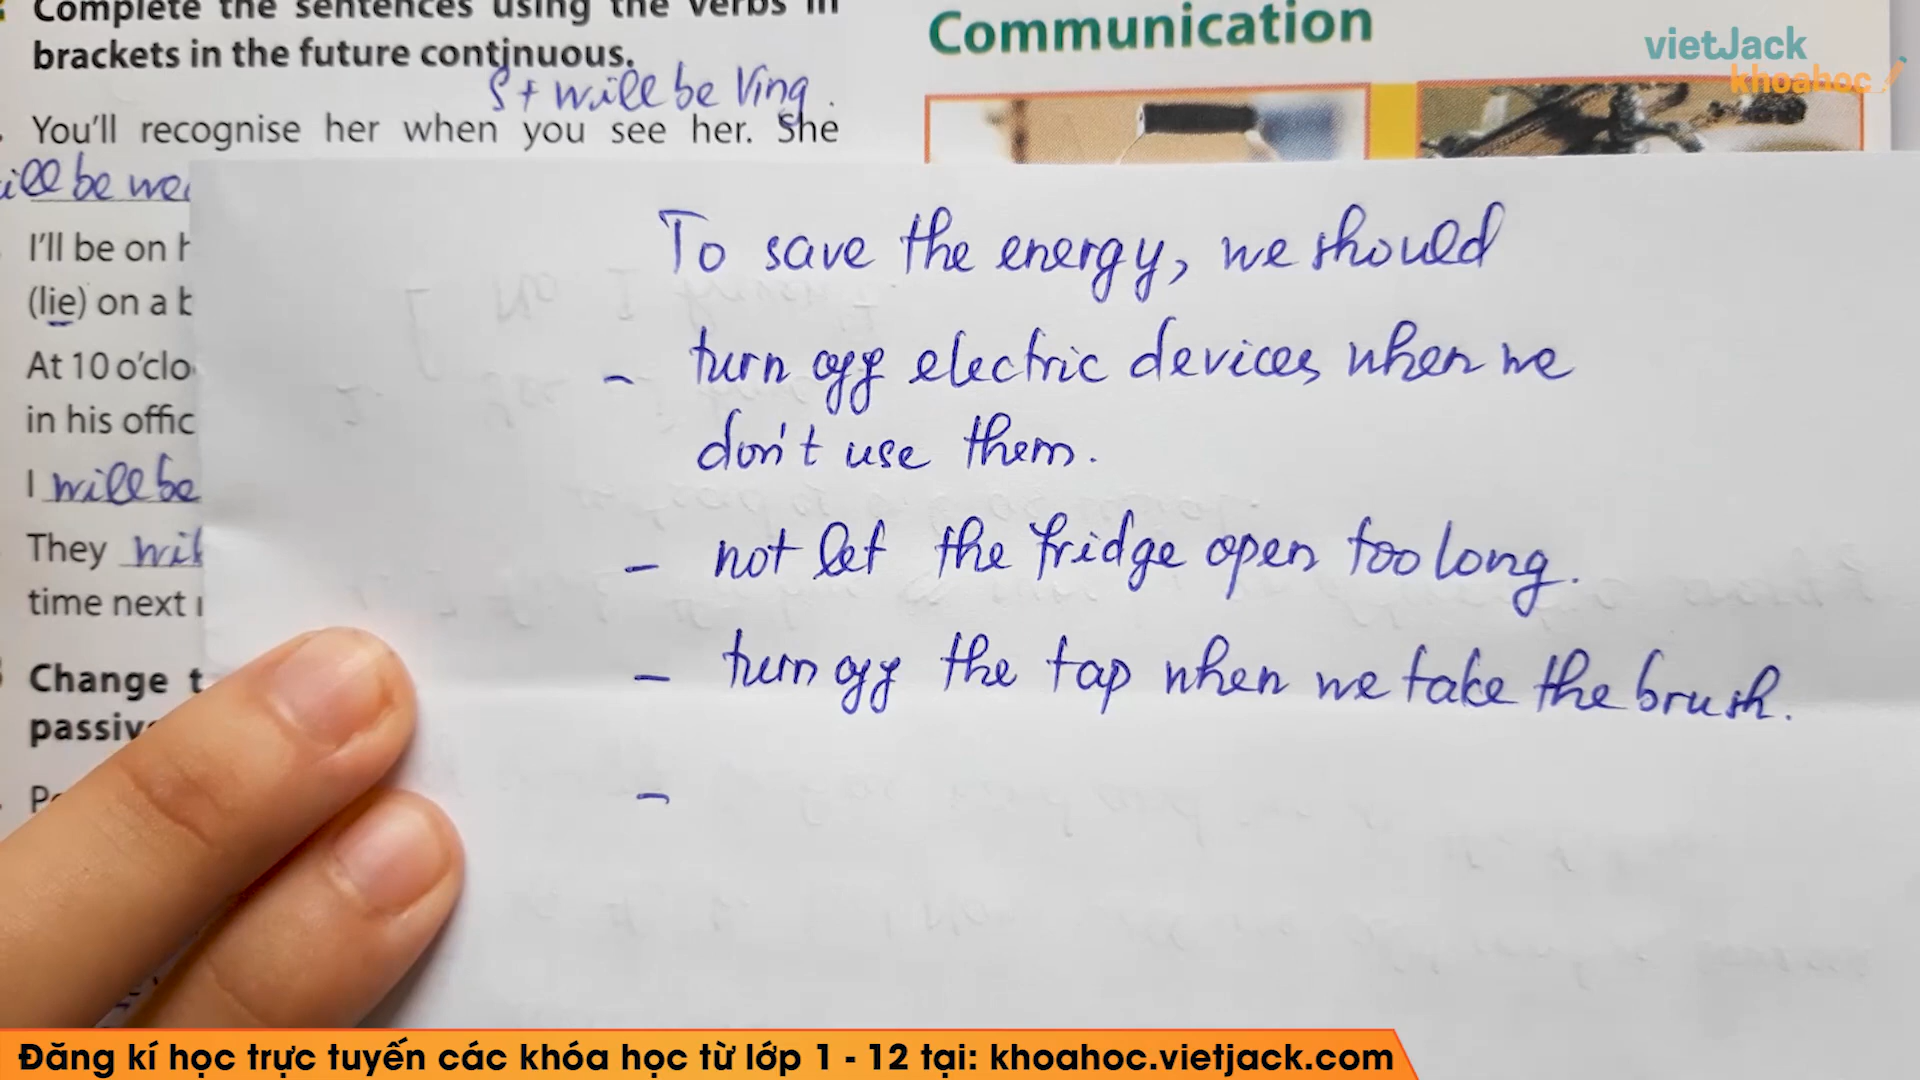 Complete the sentences using the verbs in
brackets in the future continuous.
S + will be Ving.
You'll recognise her when you see her. She
will be wea
I'll be on h
(lie) on a b
At 10 o'clo
in his offic
I will be
They wil
time next
Change t
passiv
Communication
vietJack
khoahoc
To save the energy, we should
- turn off electric devices when we
don't use them.
- not let the fridge open too long.
- turn off the tap when we take the brush.
-
Đăng kí học trực tuyến các khóa học từ lớp 1 - 12 tại: khoahoc.vietjack.com